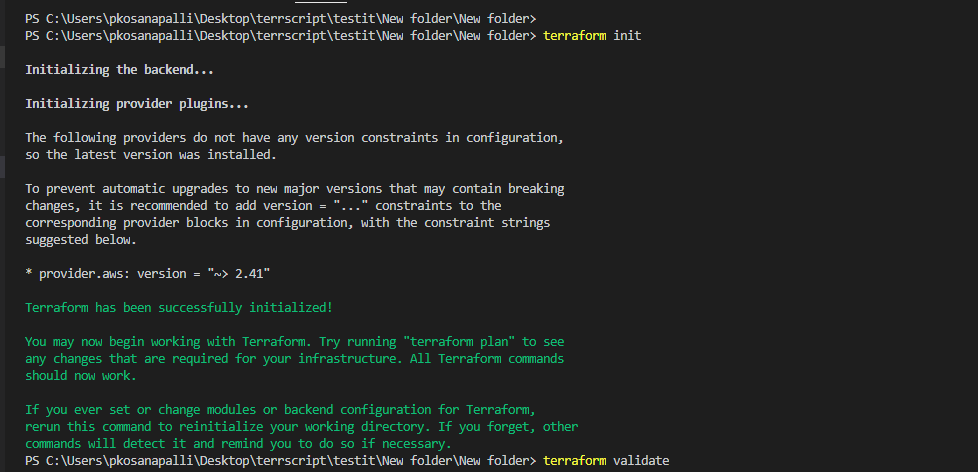 PS C:\Users\pkosanapalli\Desktop\terrscript\testit\New folder\New folder>
PS C:\Users\pkosanapalli\Desktop\terrscript\testit\New folder\New folder> terraform init
Initializing the backend...
Initializing provider plugins...
The following providers do not have any version constraints in configuration,
so the latest version was installed.
To prevent automatic upgrades to new major versions that may contain breaking
changes, it is recommended to add version = "..." constraints to the
corresponding provider blocks in configuration, with the constraint strings
suggested below.
* provider.aws: version = "~> 2.41"
Terraform has been successfully initialized!
You may now begin working with Terraform. Try running "terraform plan" to see
any changes that are required for your infrastructure. All Terraform commands
should now work.
If you ever set or change modules or backend configuration for Terraform,
rerun this command to reinitialize your working directory. If you forget, other
commands will detect it and remind you to do so if necessary.
PS C:\Users\pkosanapalli\Desktop\terrscript\testit\New folder\New folder> terraform validate